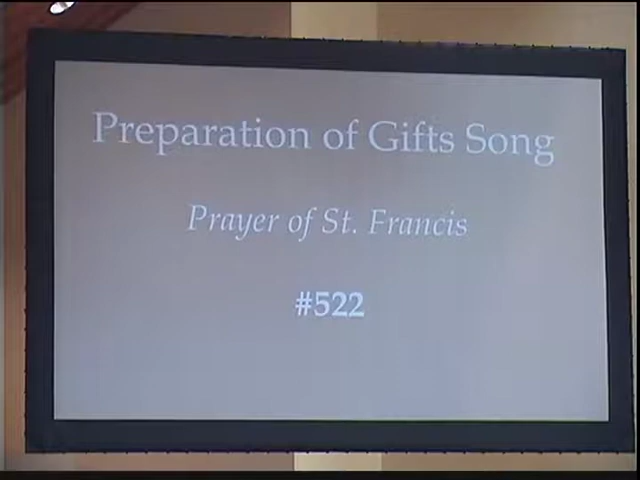 Preparation of Gifts Song
Prayer of St. Francis
#522